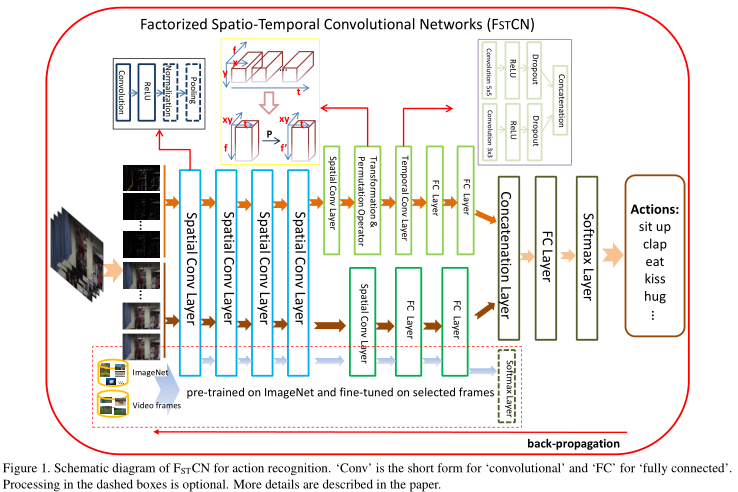 Factorized Spatio-Temporal Convolutional Networks (FSTCN)
Convolution
ReLU
Normalization
Pooling
f
x
y
...
t
xy
t
f
P
xy
t
f'
Convolution 5x5
ReLU
Dropout
Convolution 3x3
ReLU
Dropout
Concatenation
Spatial Conv Layer
Spatial Conv Layer
Spatial Conv Layer
Spatial Conv Layer
Spatial Conv Layer
Transformation &
Permutation Operator
Temporal Conv Layer
FC Layer
FC Layer
Spatial Conv Layer
FC Layer
FC Layer
Concatenation Layer
FC Layer
Softmax Layer
Actions:
sit up
clap
eat
kiss
hug
⋮
ImageNet
Video frames
pre-trained on ImageNet and fine-tuned on selected frames
Softmax Layer
back-propagation
Figure 1. Schematic diagram of FSTCN for action recognition. ‘Conv’ is the short form for ‘convolutional’ and ‘FC’ for ‘fully connected’.
Processing in the dashed boxes is optional. More details are described in the paper.